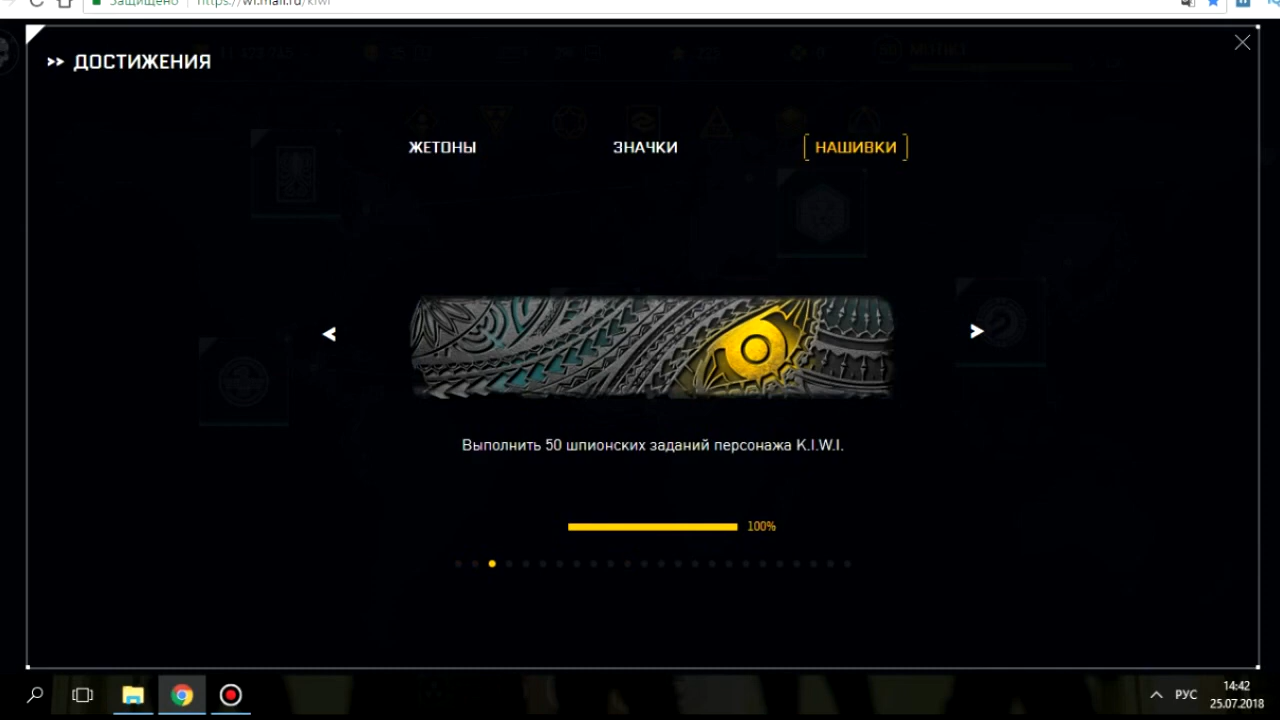 Защищено https://wf.mail.ru/kiwi
ДОСТИЖЕНИЯ
ЖЕТОНЫ ЗНАЧКИ НАШИВКИ
Выполнить 50 шпионских заданий персонажа K.I.W.I.
100%
РУС
14:42
25.07.2018